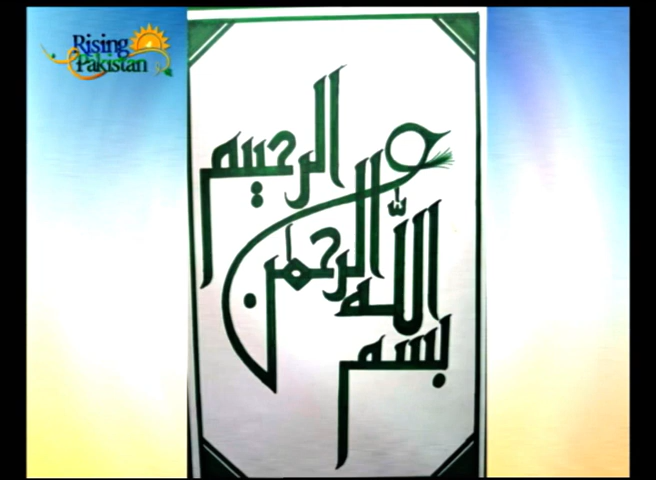 Rising
Pakistan
بسم
الله
الرحمن
الرحيم